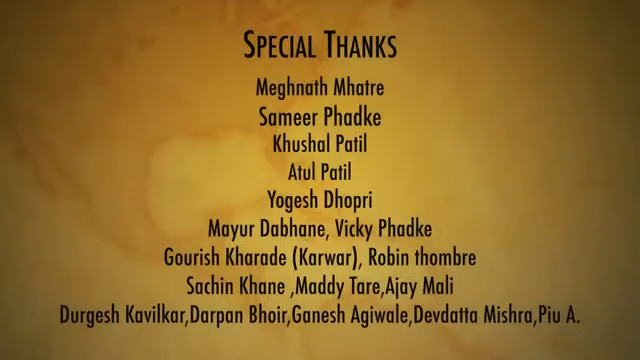 SPECIAL THANKS
Meghnath Mhatre
Sameer Phadke
Khushal Patil
Atul Patil
Yogesh Dhopri
Mayur Dabhane, Vicky Phadke
Gourish Kharade (Karwar), Robin thombre
Sachin Khane ,Maddy Tare,Ajay Mali
Durgesh Kavilkar,Darpan Bhoir,Ganesh Agiwale,Devdatta Mishra,Piu A.